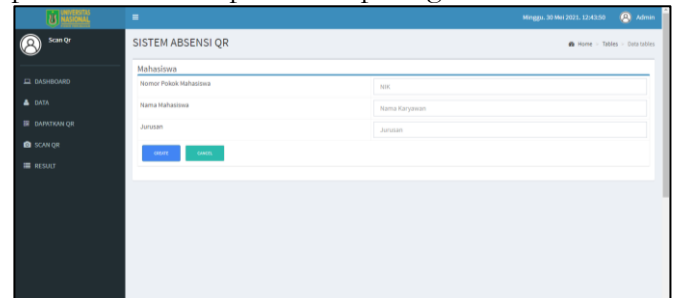 UNIVERSITAS
NASIONAL
Minggu, 30 Mei 2021, 12:43:50
Admin
Scan Qr
SISTEM ABSENSI QR
Home
Tables
Data tables
DASHBOARD
DATA
DAPATKAN QR
SCAN QR
RESULT
Mahasiswa
Nomor Pokok Mahasiswa
NIK
Nama Mahasiswa
Nama Karyawan
Jurusan
Jurusan
CANCEL